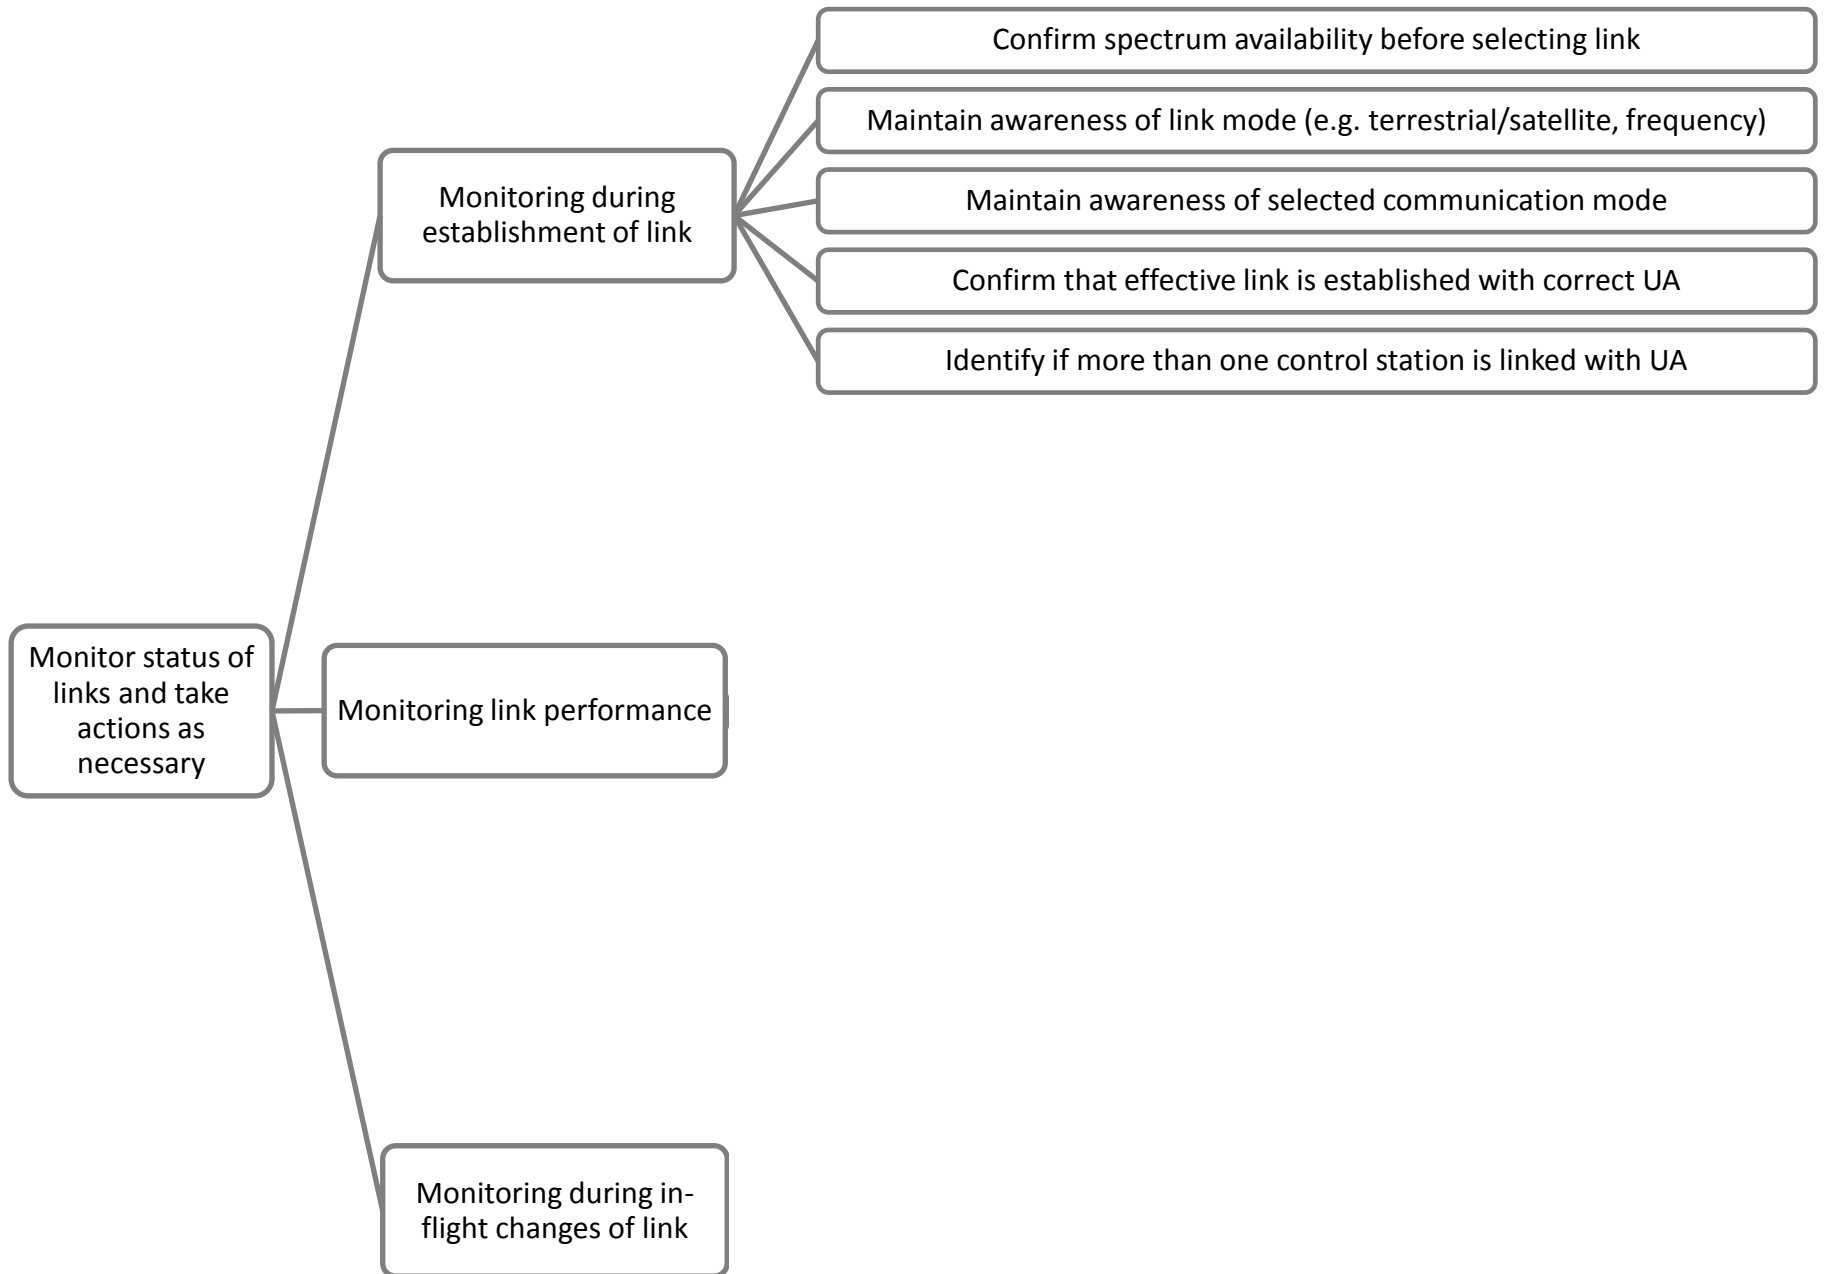 Confirm spectrum availability before selecting link
Maintain awareness of link mode (e.g. terrestrial/satellite, frequency)
Monitoring during
establishment of link
Maintain awareness of selected communication mode
Confirm that effective link is established with correct UA
Identify if more than one control station is linked with UA
Monitor status of
links and take
actions as
necessary
Monitoring link performance
Monitoring during in-
flight changes of link